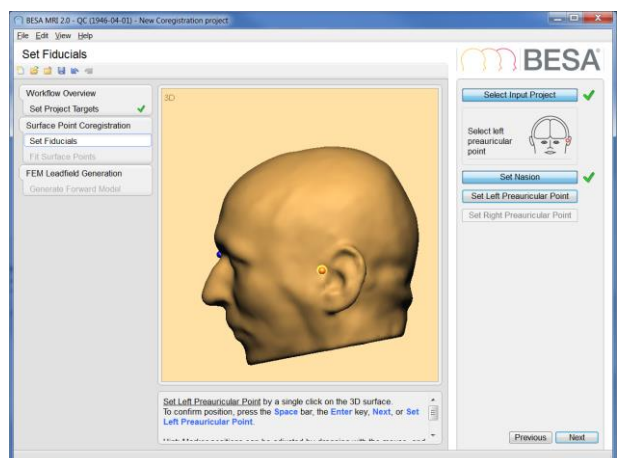 BESA MRI 2.0 - QC (1946-04-01) - New Coregistration project
File Edit View Help
Set Fiducials
BESA
Workflow Overview
Set Project Targets
Surface Point Coregistration
Set Fiducials
Fit Surface Points
FEM Leadfield Generation
Generate Forward Model
3D
Select Input Project
Select left
preauricular
point
Set Nasion
Set Left Preauricular Point
Set Right Preauricular Point
Set Left Preauricular Point by a single click on the 3D surface.
To confirm position, press the Space bar, the Enter key, Next, or Set
Left Preauricular Point.
Previous Next